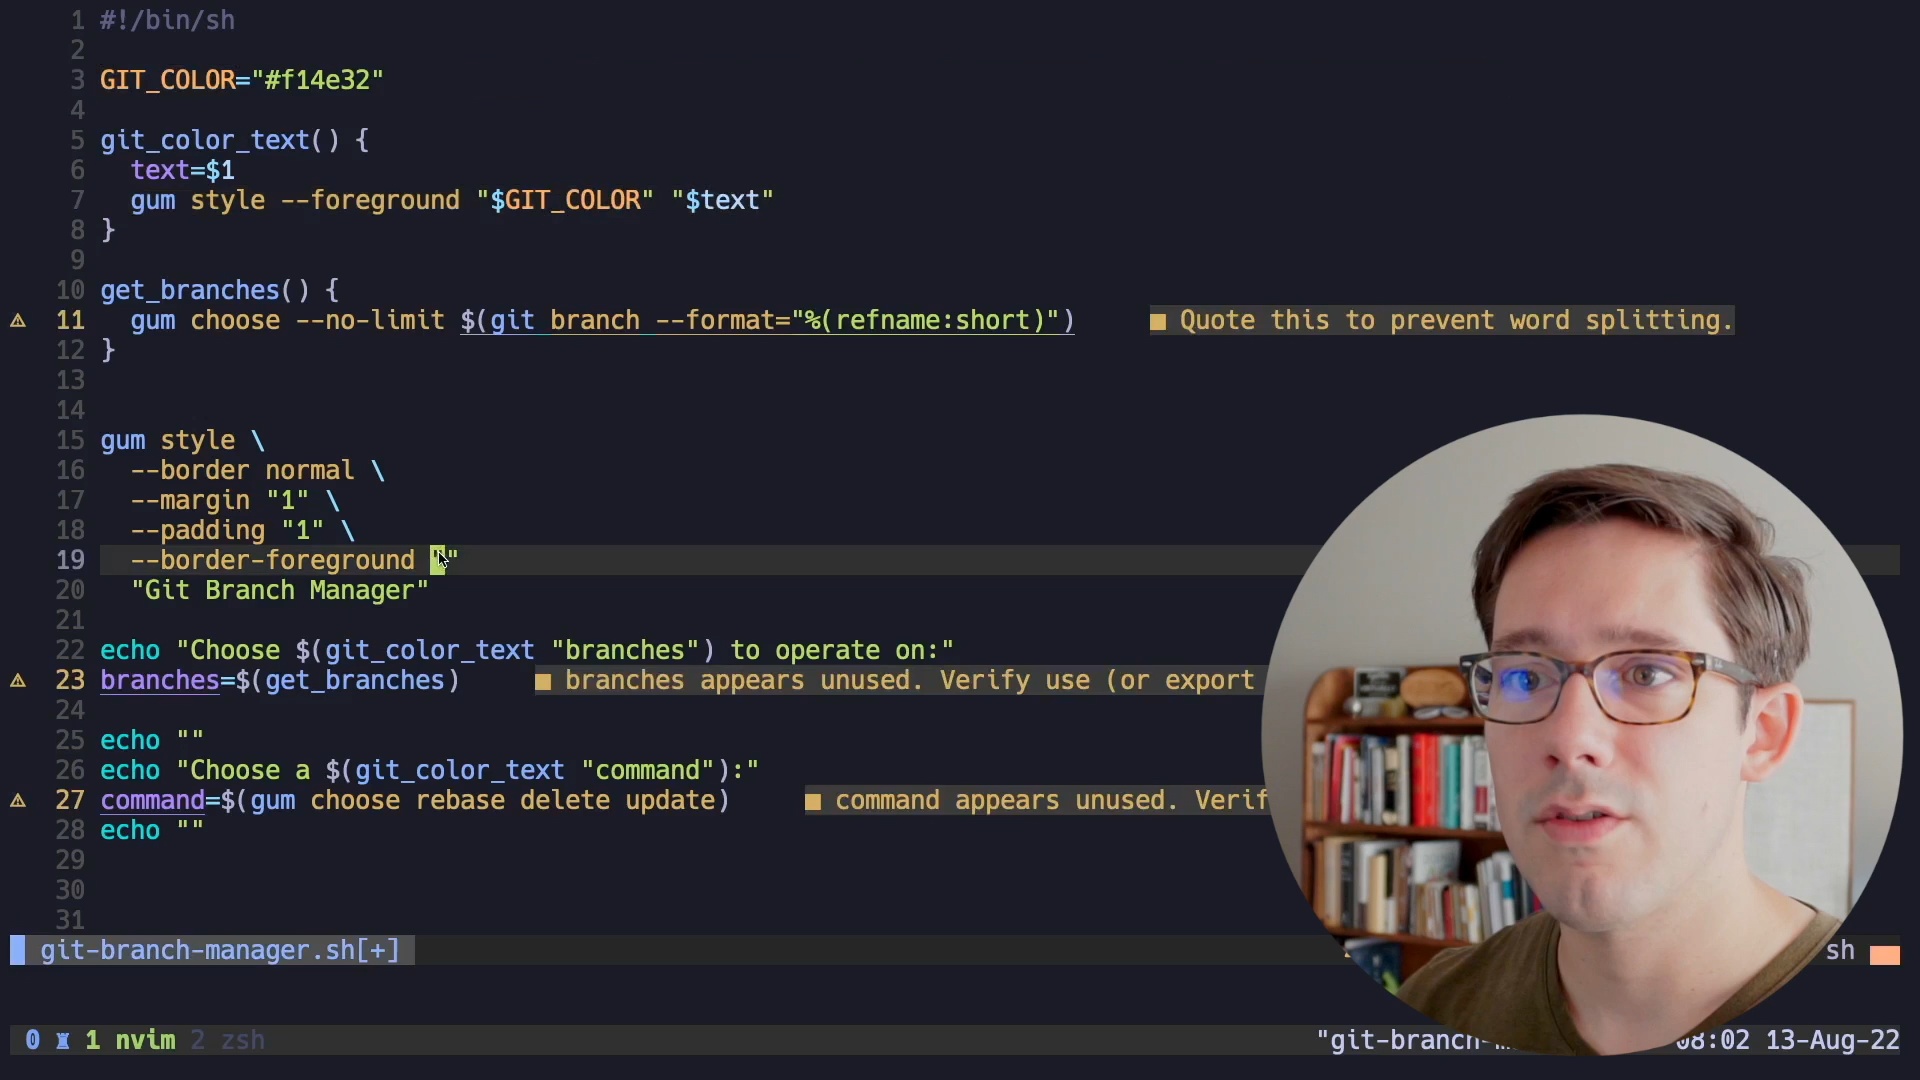 1 #!/bin/sh
2
3 GIT_COLOR="#f14e32"
4
5 git_color_text() {
6   text=$1
7   gum style --foreground "$GIT_COLOR" "$text"
8 }
9
10 get_branches() {
⚠ 11   gum choose --no-limit $(git branch --format="%(refname:short)")     ■ Quote this to prevent word splitting.
12 }
13
14
15 gum style \
16   --border normal \
17   --margin "1" \
18   --padding "1" \
19   --border-foreground ""
20   "Git Branch Manager"
21
22 echo "Choose $(git_color_text "branches") to operate on:"
⚠ 23 branches=$(get_branches)     ■ branches appears unused. Verify use (or export
24
25 echo ""
26 echo "Choose a $(git_color_text "command"):"
⚠ 27 command=$(gum choose rebase delete update)     ■ command appears unused. Verif
28 echo ""
29
30
31
git-branch-manager.sh[+] sh
0 ♜ 1 nvim 2 zsh "git-branch- 08:02 13-Aug-22